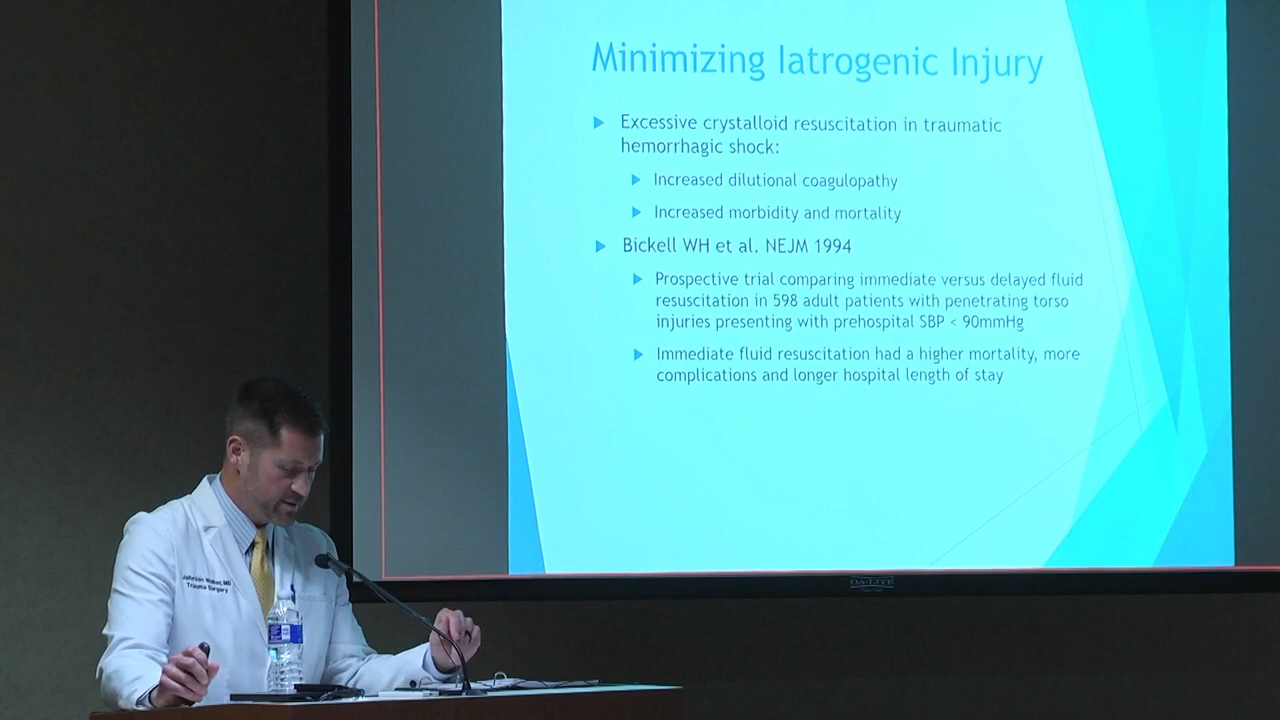 Minimizing Iatrogenic Injury
Excessive crystalloid resuscitation in traumatic
hemorrhagic shock:
Increased dilutional coagulopathy
Increased morbidity and mortality
Bickell WH et al. NEJM 1994
Prospective trial comparing immediate versus delayed fluid
resuscitation in 598 adult patients with penetrating torso
injuries presenting with prehospital SBP < 90mmHg
Immediate fluid resuscitation had a higher mortality, more
complications and longer hospital length of stay
MD
Trauma Surgery
DA-LITE